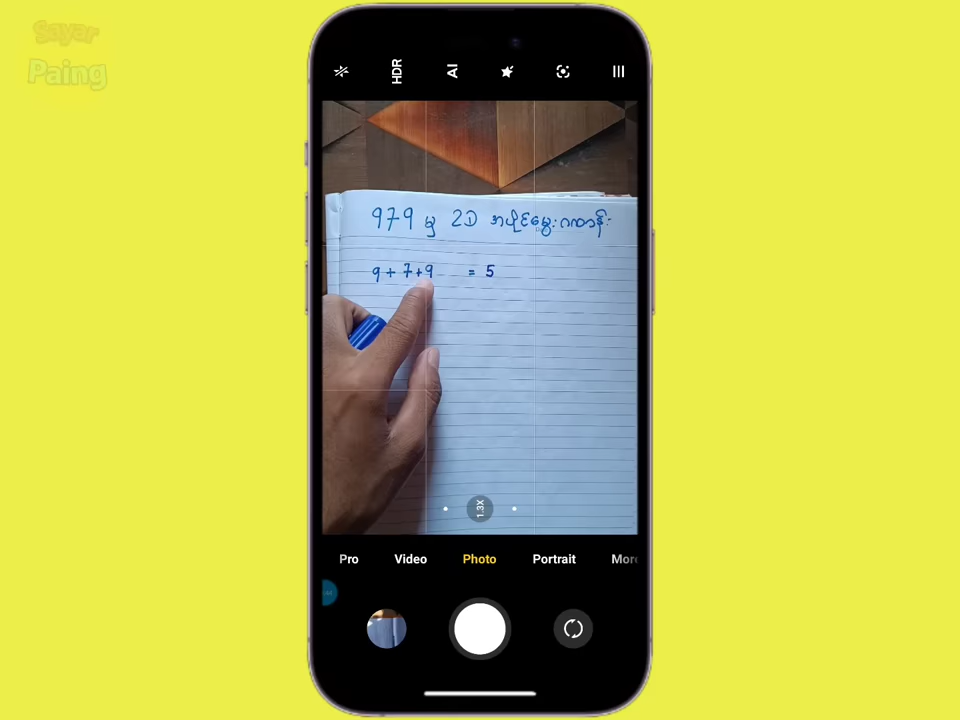 Sayar
Paing
HDR AI
979 မှ 2D အပိုင်မွေးဂဏာန်း
9+7+9 = 5
1.3X
Pro Video Photo Portrait More